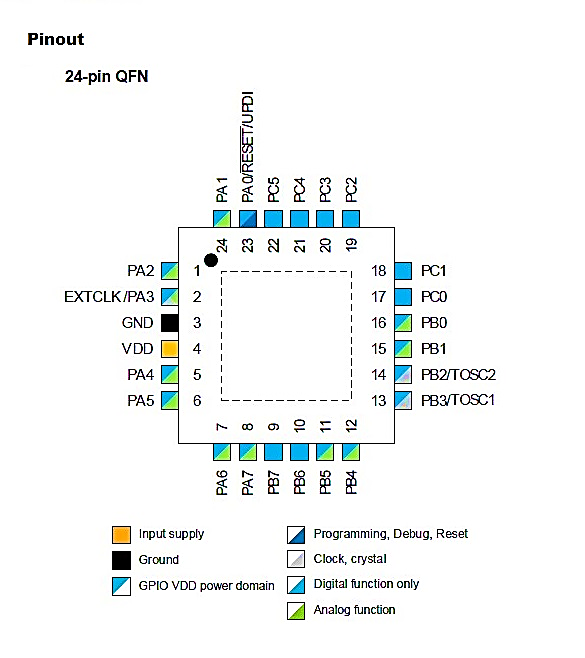 Pinout
24-pin QFN
PA1
PA0/RESET/UPDI
PC5
PC4
PC3
PC2
24
23
22
21
20
19
PA2 1
EXTCLK/PA3 2
GND 3
VDD 4
PA4 5
PA5 6
18 PC1
17 PC0
16 PB0
15 PB1
14 PB2/TOSC2
13 PB3/TOSC1
7
8
9
10
11
12
PA6
PA7
PB7
PB6
PB5
PB4
Input supply
Ground
GPIO VDD power domain
Programming, Debug, Reset
Clock, crystal
Digital function only
Analog function